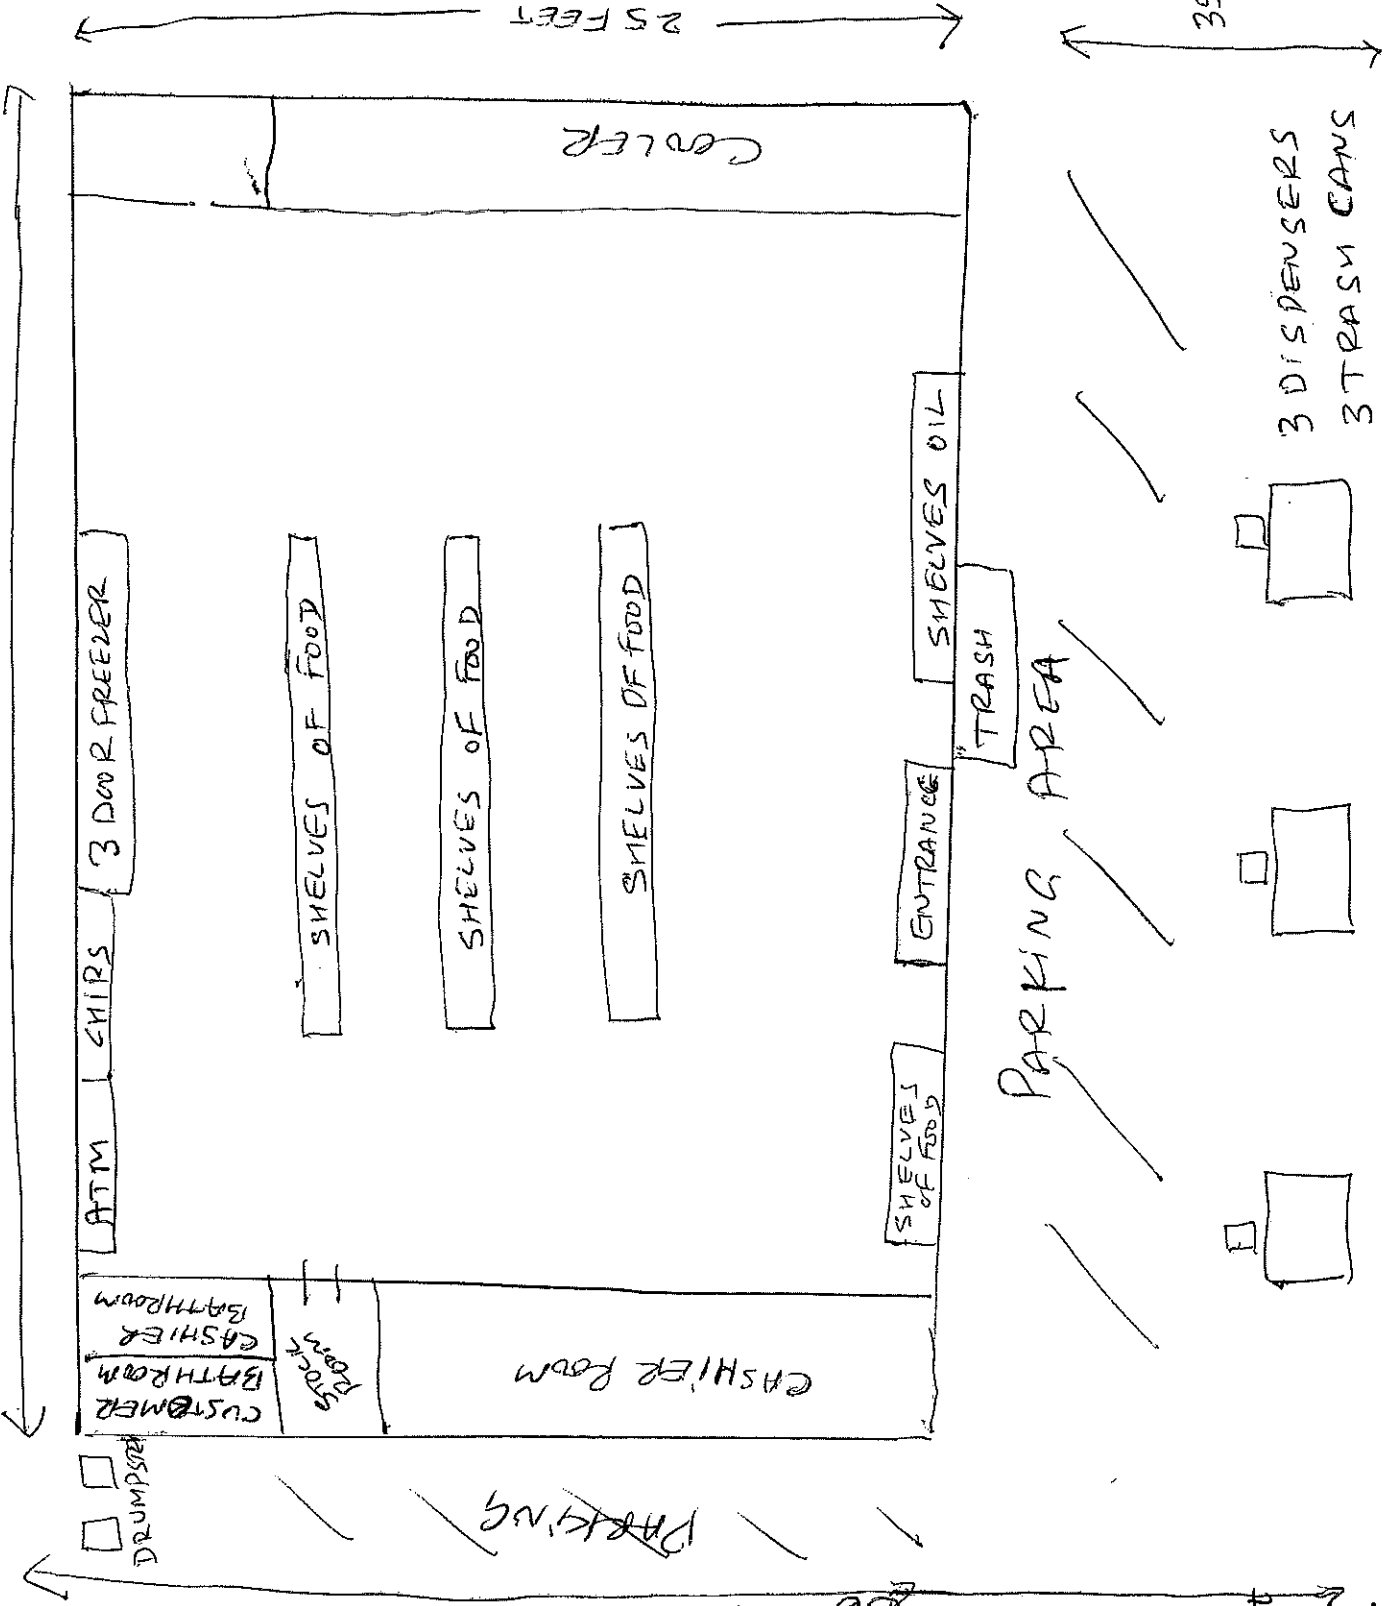 25 FEET
35
COOLER
3 DOOR FREEZER
CHIPS
ATM
SHELVES OF FOOD
SHELVES OF FOOD
SHELVES OF FOOD
SHELVES OIL
ENTRANCE
SHELVES
OF FOOD
TRASH
CASHIER
BATHROOM
CUSTOMER
BATHROOM
STOCK
ROOM
CASHIER ROOM
PARKING AREA
3 DISPENSERS
3 TRASH CANS
DRUMPSTER
PARKING